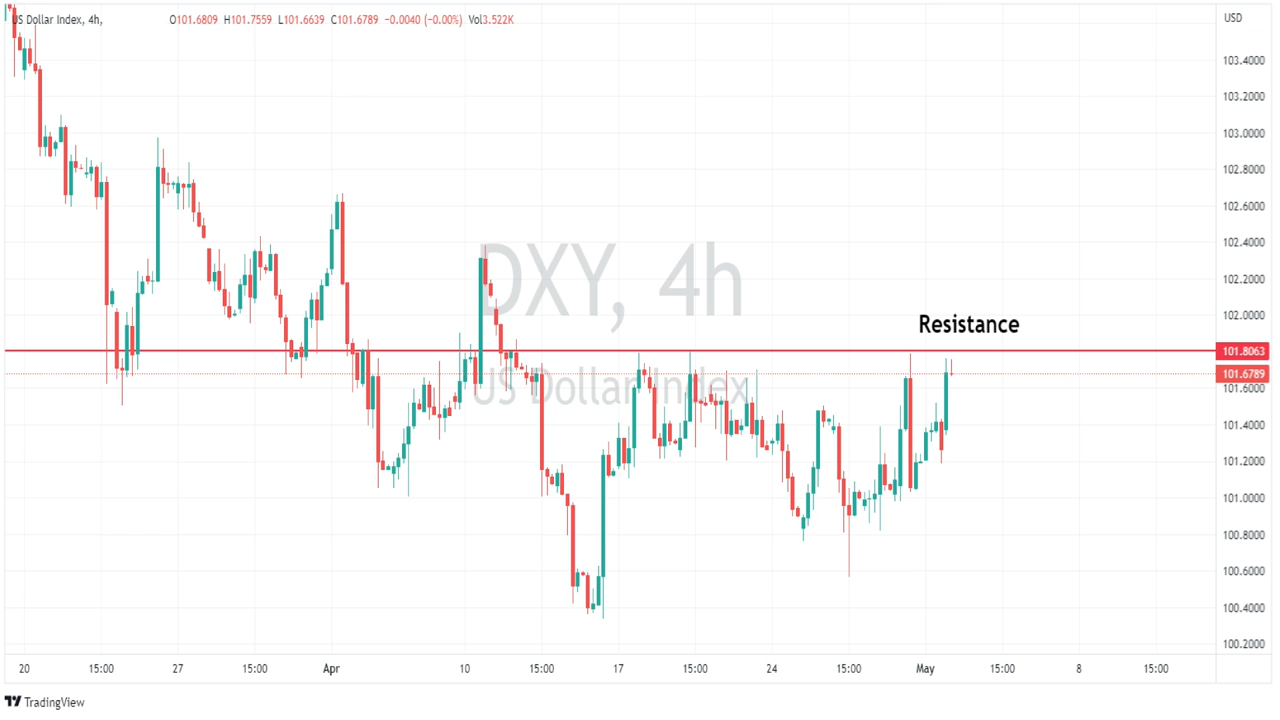 US Dollar Index, 4h, O101.6809 H101.7559 L101.6639 C101.6789 −0.0040 (−0.00%) Vol3.522K
USD
103.4000
103.2000
103.0000
102.8000
102.6000
102.4000
DXY, 4h
102.2000
102.0000
Resistance
101.8063
101.6789
US Dollar Index
101.6000
101.4000
101.2000
101.0000
100.8000
100.6000
100.4000
100.2000
20 15:00 27 15:00 Apr 10 15:00 17 15:00 24 15:00 May 15:00 8 15:00
TradingView